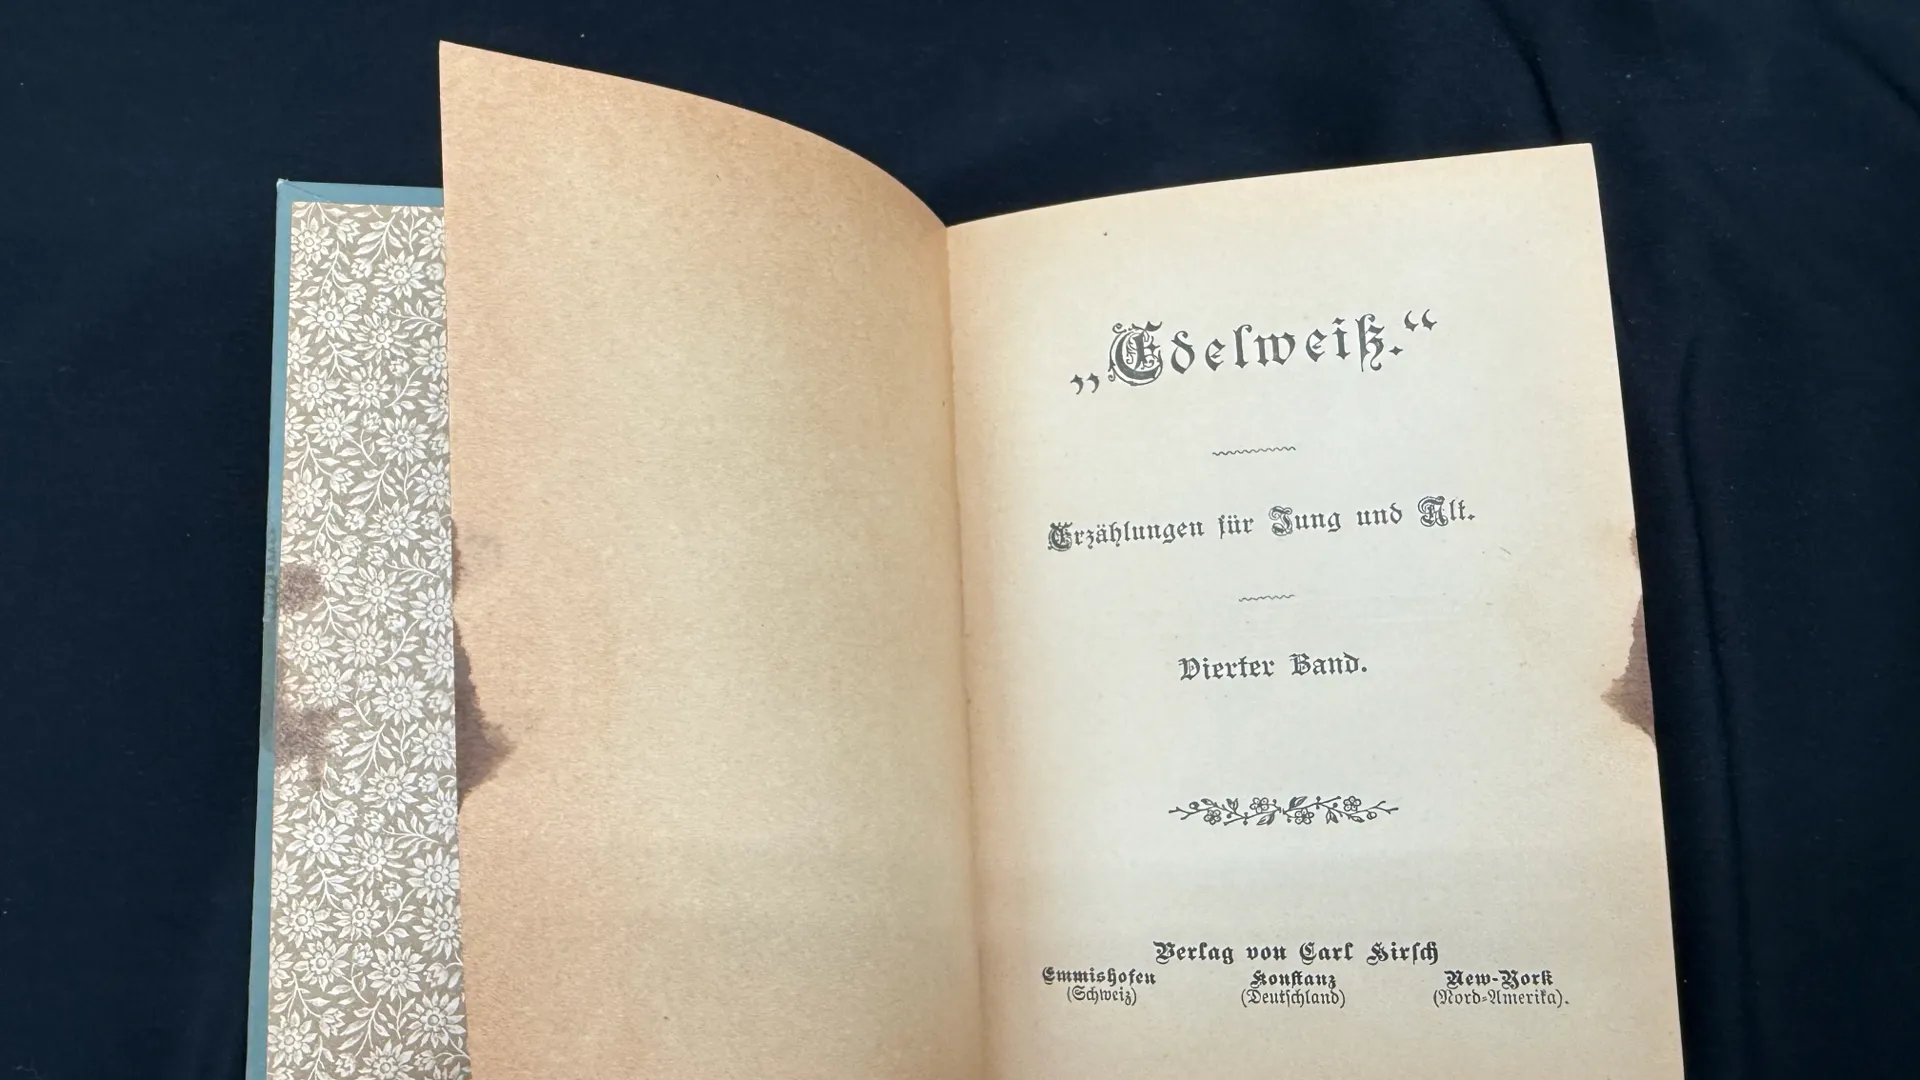 „Edelweiß.“
Erzählungen für Jung und Alt.
Vierter Band.
Verlag von Carl Hirsch
Emmishofen Konstanz New-York
(Schweiz) (Deutschland) (Nord-Amerika).